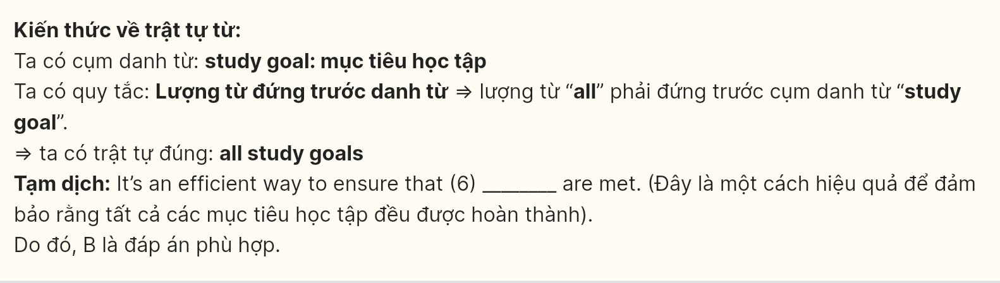 Kiến thức về trật tự từ:
Ta có cụm danh từ: study goal: mục tiêu học tập
Ta có quy tắc: Lượng từ đứng trước danh từ ⇒ lượng từ “all” phải đứng trước cụm danh từ “study
goal”.
⇒ ta có trật tự đúng: all study goals
Tạm dịch: It’s an efficient way to ensure that (6) ________ are met. (Đây là một cách hiệu quả để đảm
bảo rằng tất cả các mục tiêu học tập đều được hoàn thành).
Do đó, B là đáp án phù hợp.